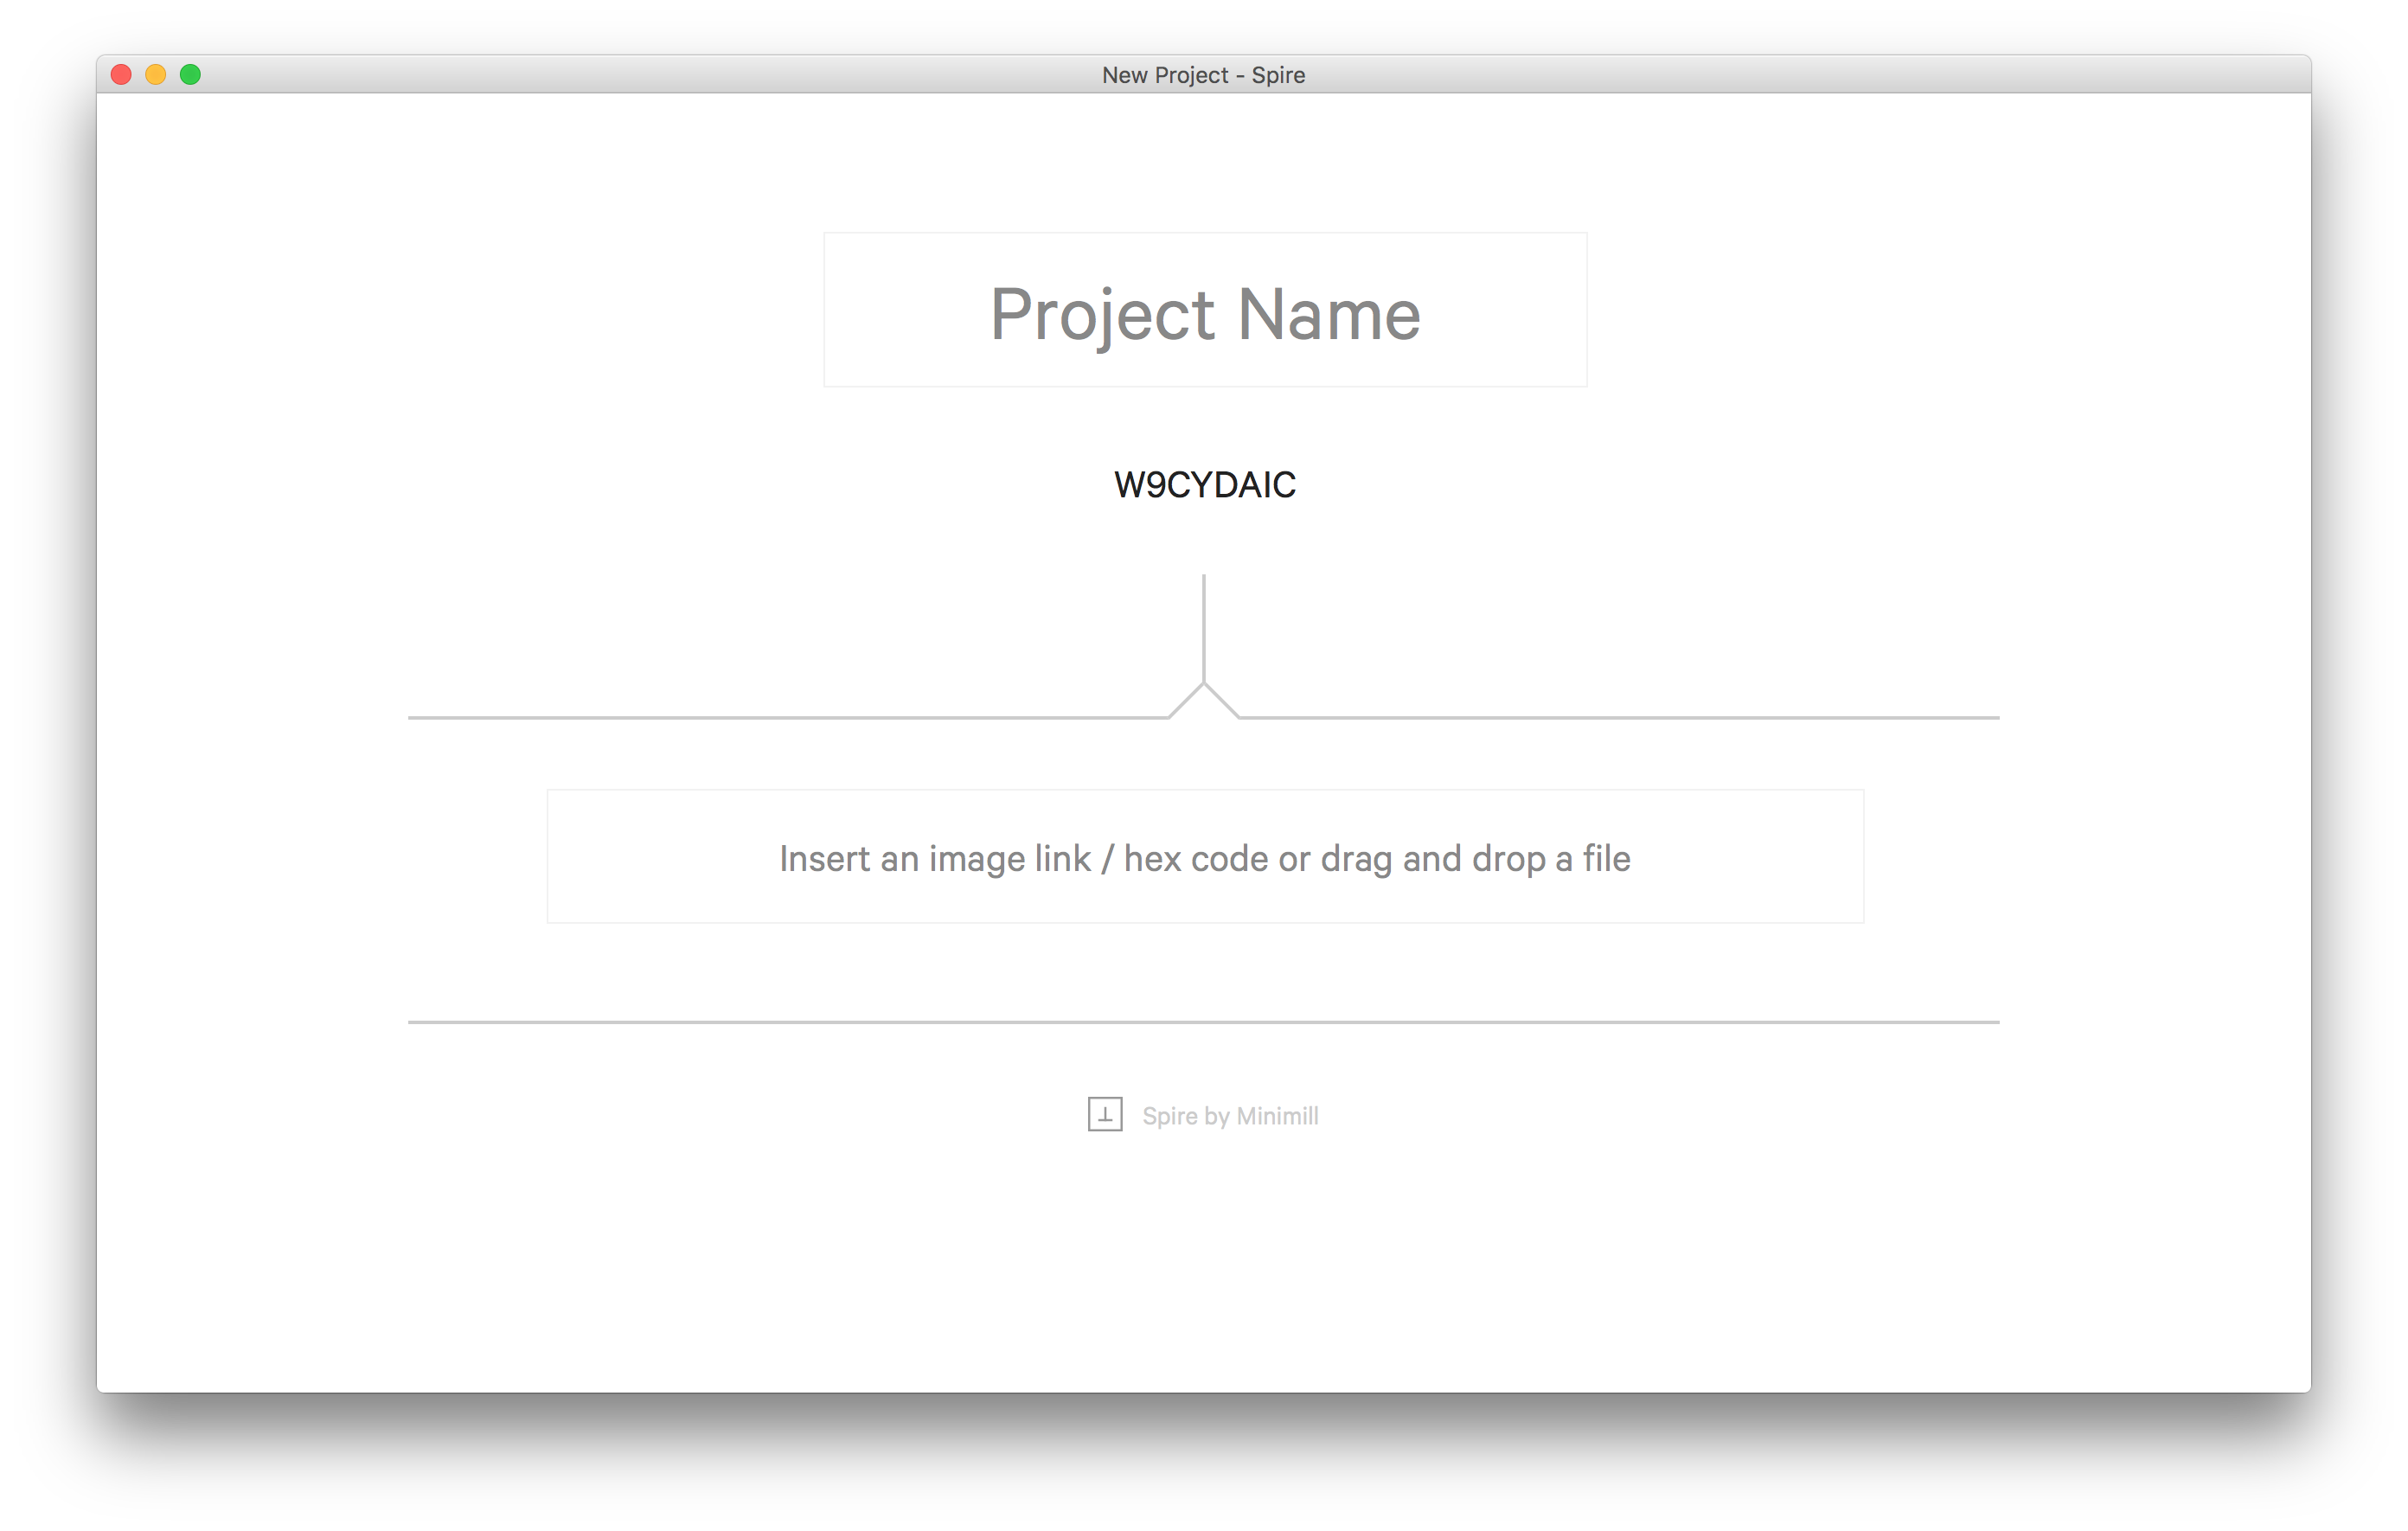 New Project - Spire
Project Name
W9CYDAIC
Insert an image link / hex code or drag and drop a file
Spire by Minimill